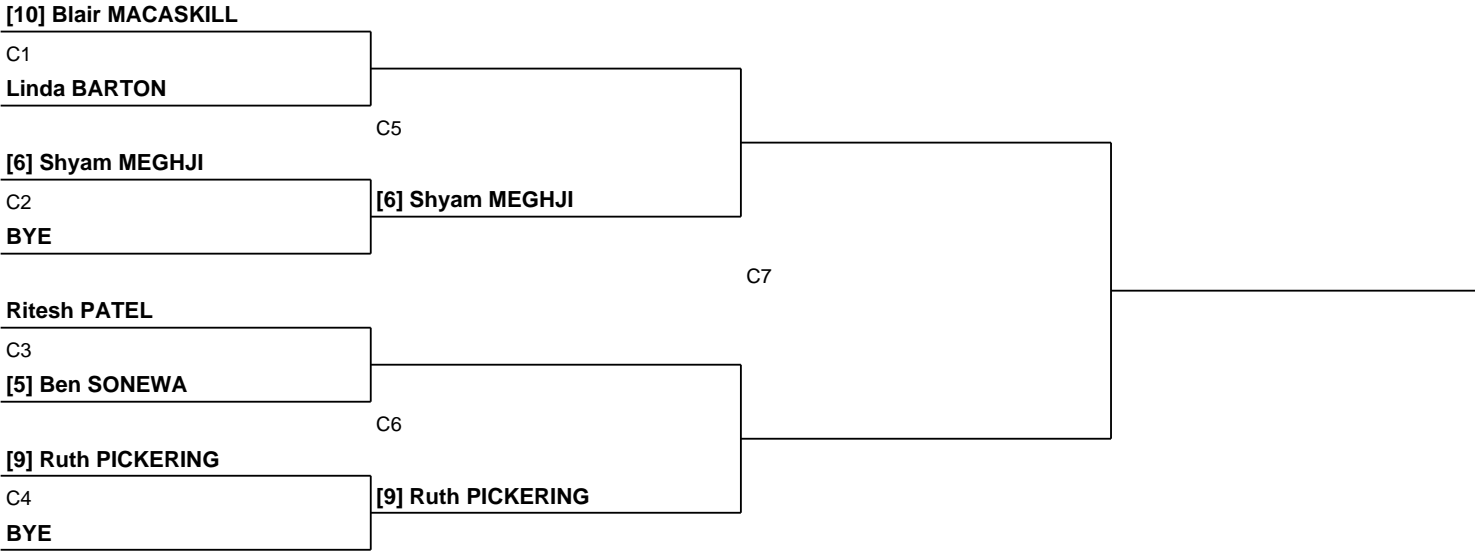 [10] Blair MACASKILL
C1
Linda BARTON
C5
[6] Shyam MEGHJI
C2
[6] Shyam MEGHJI
BYE
C7
Ritesh PATEL
C3
[5] Ben SONEWA
C6
[9] Ruth PICKERING
C4
[9] Ruth PICKERING
BYE